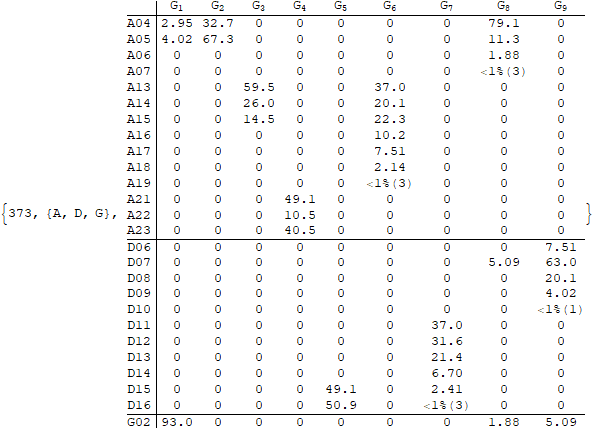 G₁ G₂ G₃ G₄ G₅ G₆ G₇ G₈ G₉
A04 2.95 32.7 0 0 0 0 0 79.1 0
A05 4.02 67.3 0 0 0 0 0 11.3 0
A06 0 0 0 0 0 0 0 1.88 0
A07 0 0 0 0 0 0 0 <1%(3) 0
A13 0 0 59.5 0 0 37.0 0 0 0
A14 0 0 26.0 0 0 20.1 0 0 0
A15 0 0 14.5 0 0 22.3 0 0 0
A16 0 0 0 0 0 10.2 0 0 0
A17 0 0 0 0 0 7.51 0 0 0
A18 0 0 0 0 0 2.14 0 0 0
A19 0 0 0 0 0 <1%(3) 0 0 0
A21 0 0 0 49.1 0 0 0 0 0
{373, {A, D, G}, A22 0 0 0 10.5 0 0 0 0 0 }
A23 0 0 0 40.5 0 0 0 0 0
D06 0 0 0 0 0 0 0 0 7.51
D07 0 0 0 0 0 0 0 5.09 63.0
D08 0 0 0 0 0 0 0 0 20.1
D09 0 0 0 0 0 0 0 0 4.02
D10 0 0 0 0 0 0 0 0 <1%(1)
D11 0 0 0 0 0 0 37.0 0 0
D12 0 0 0 0 0 0 31.6 0 0
D13 0 0 0 0 0 0 21.4 0 0
D14 0 0 0 0 0 0 6.70 0 0
D15 0 0 0 0 49.1 0 2.41 0 0
D16 0 0 0 0 50.9 0 <1%(3) 0 0
G02 93.0 0 0 0 0 0 0 1.88 5.09